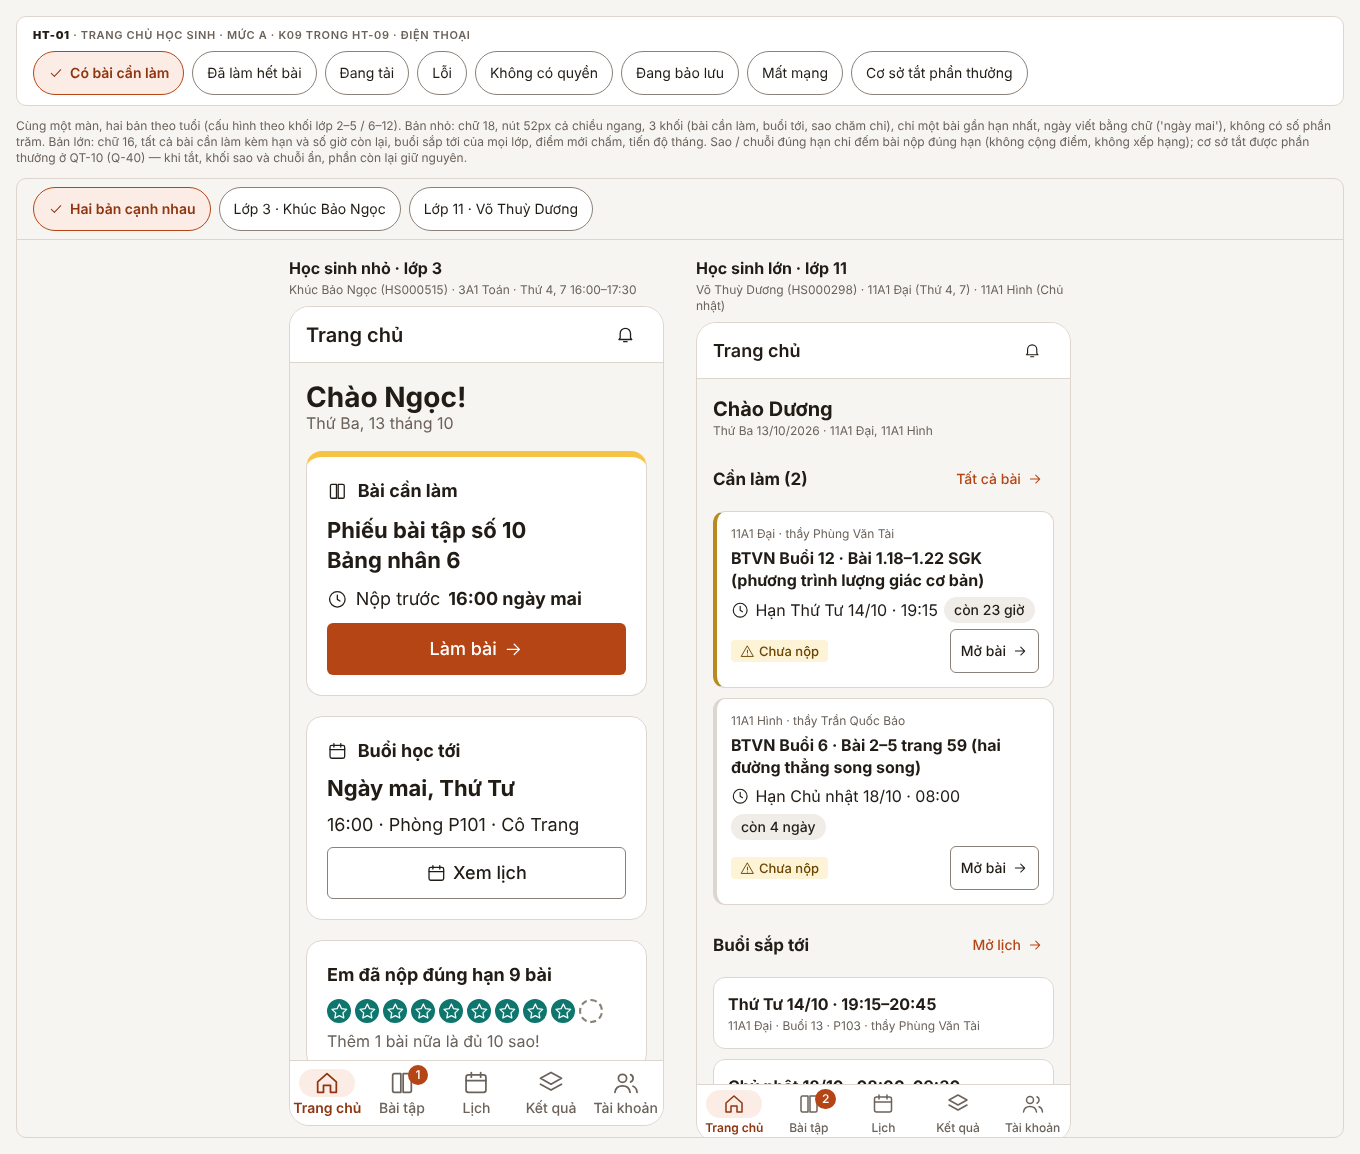 HT-01 · TRANG CHỦ HỌC SINH · MỨC A · K09 TRONG HT-09 · ĐIỆN THOẠI
Có bài cần làm
Đã làm hết bài
Đang tải
Lỗi
Không có quyền
Đang bảo lưu
Mất mạng
Cơ sở tắt phần thưởng
Cùng một màn, hai bản theo tuổi (cấu hình theo khối lớp 2–5 / 6–12). Bản nhỏ: chữ 18, nút 52px cả chiều ngang, 3 khối (bài cần làm, buổi tới, sao chăm chỉ), chỉ một bài gần hạn nhất, ngày viết bằng chữ ('ngày mai'), không có số phần
trăm. Bản lớn: chữ 16, tất cả bài cần làm kèm hạn và số giờ còn lại, buổi sắp tới của mọi lớp, điểm mới chấm, tiến độ tháng. Sao / chuỗi đúng hạn chỉ đếm bài nộp đúng hạn (không cộng điểm, không xếp hạng); cơ sở tắt được phần
thưởng ở QT-10 (Q-40) — khi tắt, khối sao và chuỗi ẩn, phần còn lại giữ nguyên.
Hai bản cạnh nhau
Lớp 3 · Khúc Bảo Ngọc
Lớp 11 · Võ Thuỳ Dương
Học sinh nhỏ · lớp 3
Khúc Bảo Ngọc (HS000515) · 3A1 Toán · Thứ 4, 7 16:00–17:30
Trang chủ
Chào Ngọc!
Thứ Ba, 13 tháng 10
Bài cần làm
Phiếu bài tập số 10
Bảng nhân 6
Nộp trước 16:00 ngày mai
Làm bài →
Buổi học tới
Ngày mai, Thứ Tư
16:00 · Phòng P101 · Cô Trang
Xem lịch
Em đã nộp đúng hạn 9 bài
Thêm 1 bài nữa là đủ 10 sao!
1
Trang chủ
Bài tập
Lịch
Kết quả
Tài khoản
Học sinh lớn · lớp 11
Võ Thuỳ Dương (HS000298) · 11A1 Đại (Thứ 4, 7) · 11A1 Hình (Chủ
nhật)
Trang chủ
Chào Dương
Thứ Ba 13/10/2026 · 11A1 Đại, 11A1 Hình
Cần làm (2)
Tất cả bài →
11A1 Đại · thầy Phùng Văn Tài
BTVN Buổi 12 · Bài 1.18–1.22 SGK
(phương trình lượng giác cơ bản)
Hạn Thứ Tư 14/10 · 19:15 còn 23 giờ
Chưa nộp
Mở bài →
11A1 Hình · thầy Trần Quốc Bảo
BTVN Buổi 6 · Bài 2–5 trang 59 (hai
đường thẳng song song)
Hạn Chủ nhật 18/10 · 08:00
còn 4 ngày
Chưa nộp
Mở bài →
Buổi sắp tới
Mở lịch →
Thứ Tư 14/10 · 19:15–20:45
11A1 Đại · Buổi 13 · P103 · thầy Phùng Văn Tài
Chủ nhật 18/10 · 08:00–09:30
2
Trang chủ
Bài tập
Lịch
Kết quả
Tài khoản